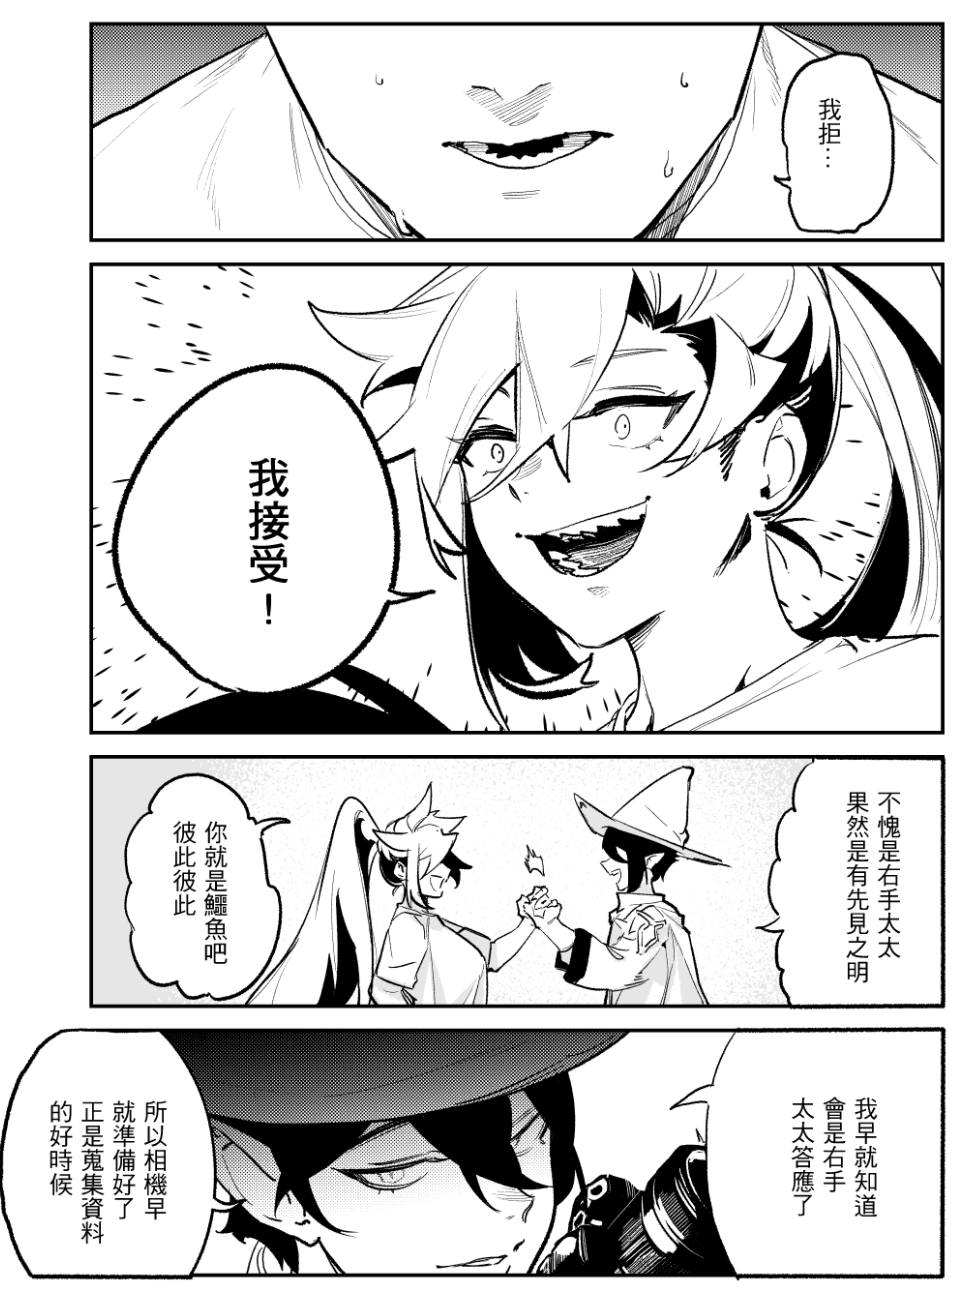 我拒…
我接受！
不愧是右手太太
果然是有先見之明
你就是鱷魚吧
彼此彼此
我早就知道
會是右手
太太答應了
所以相機早
就準備好了
正是蒐集資料
的好時候